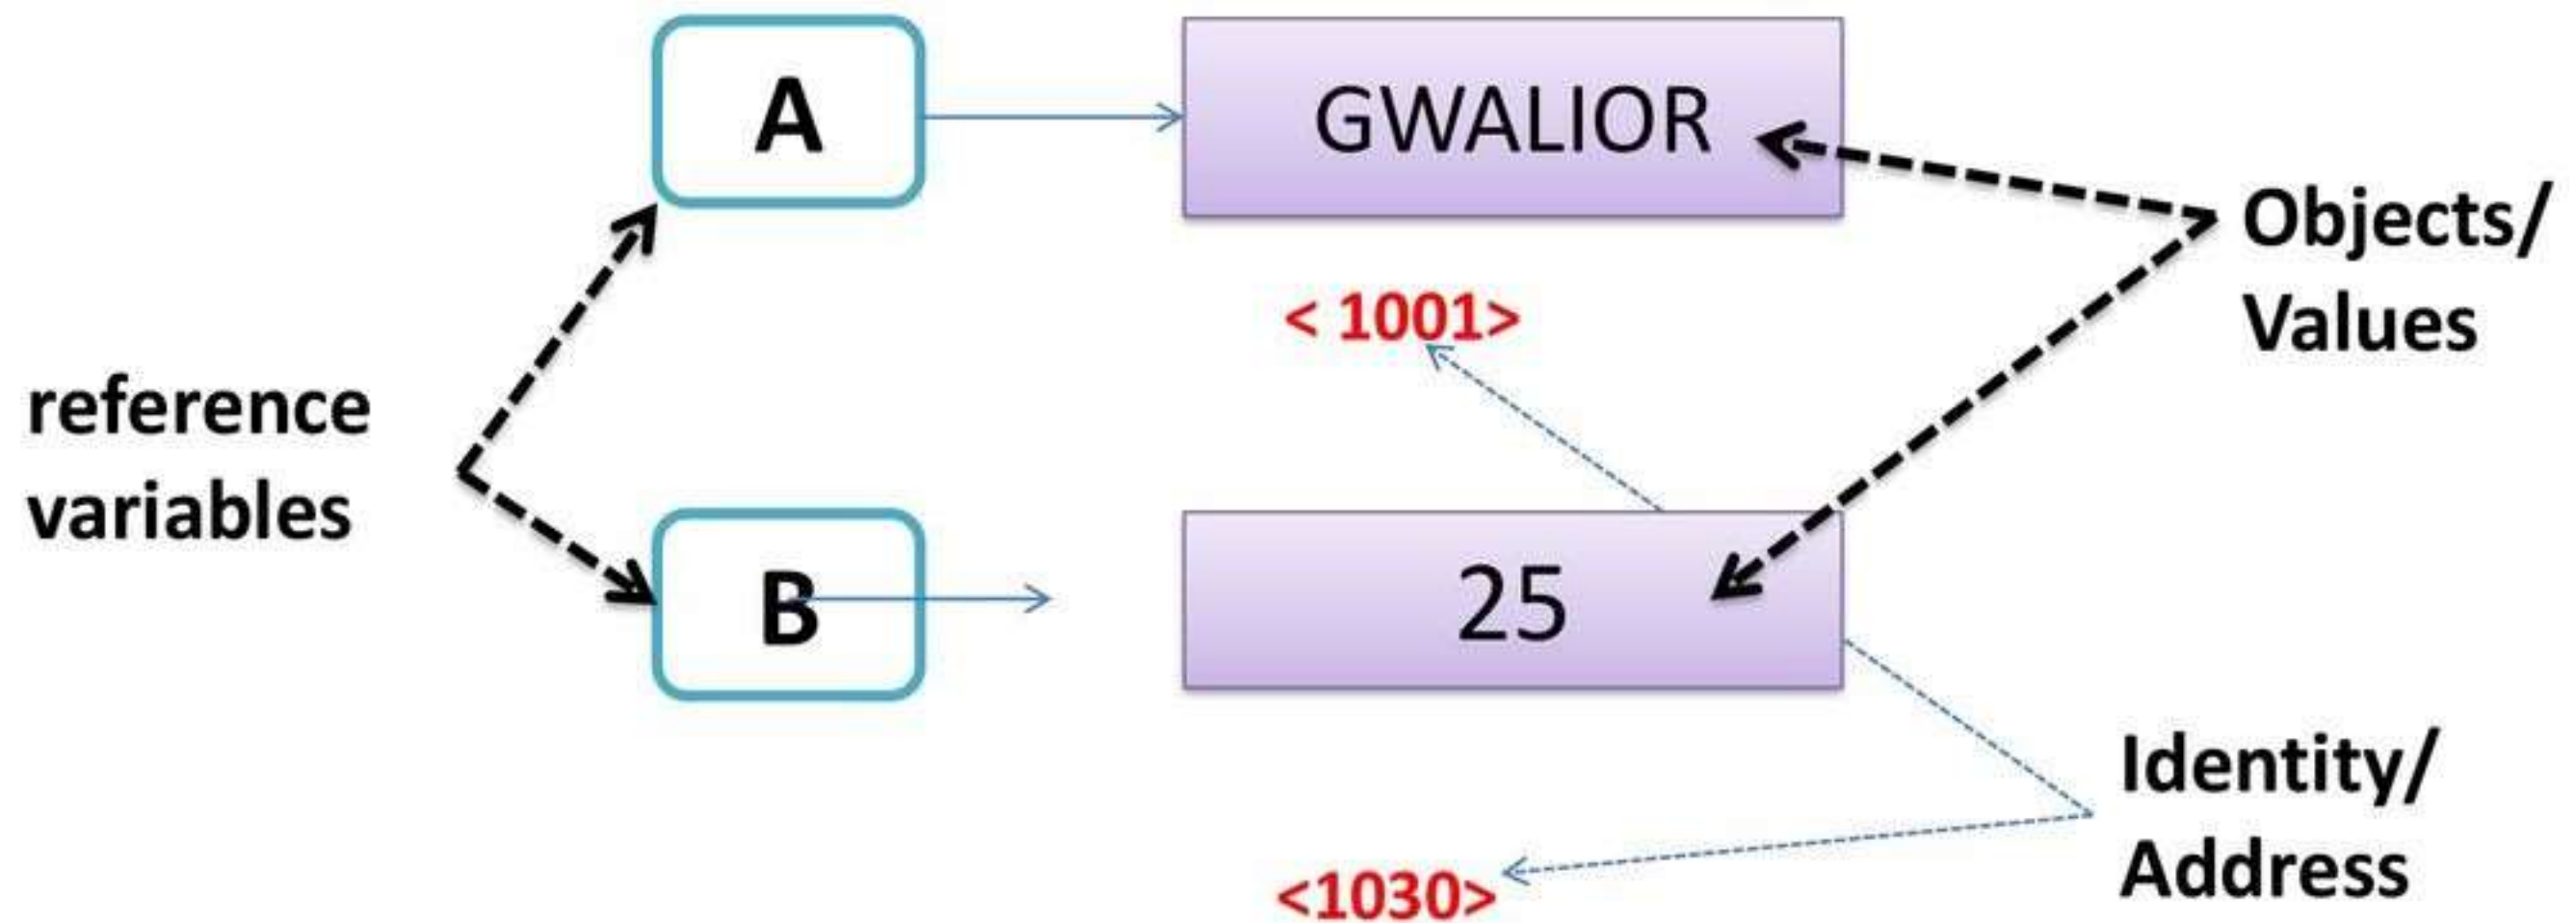 A
GWALIOR
Objects/
Values
< 1001>
reference
variables
B
25
Identity/
Address
<1030>